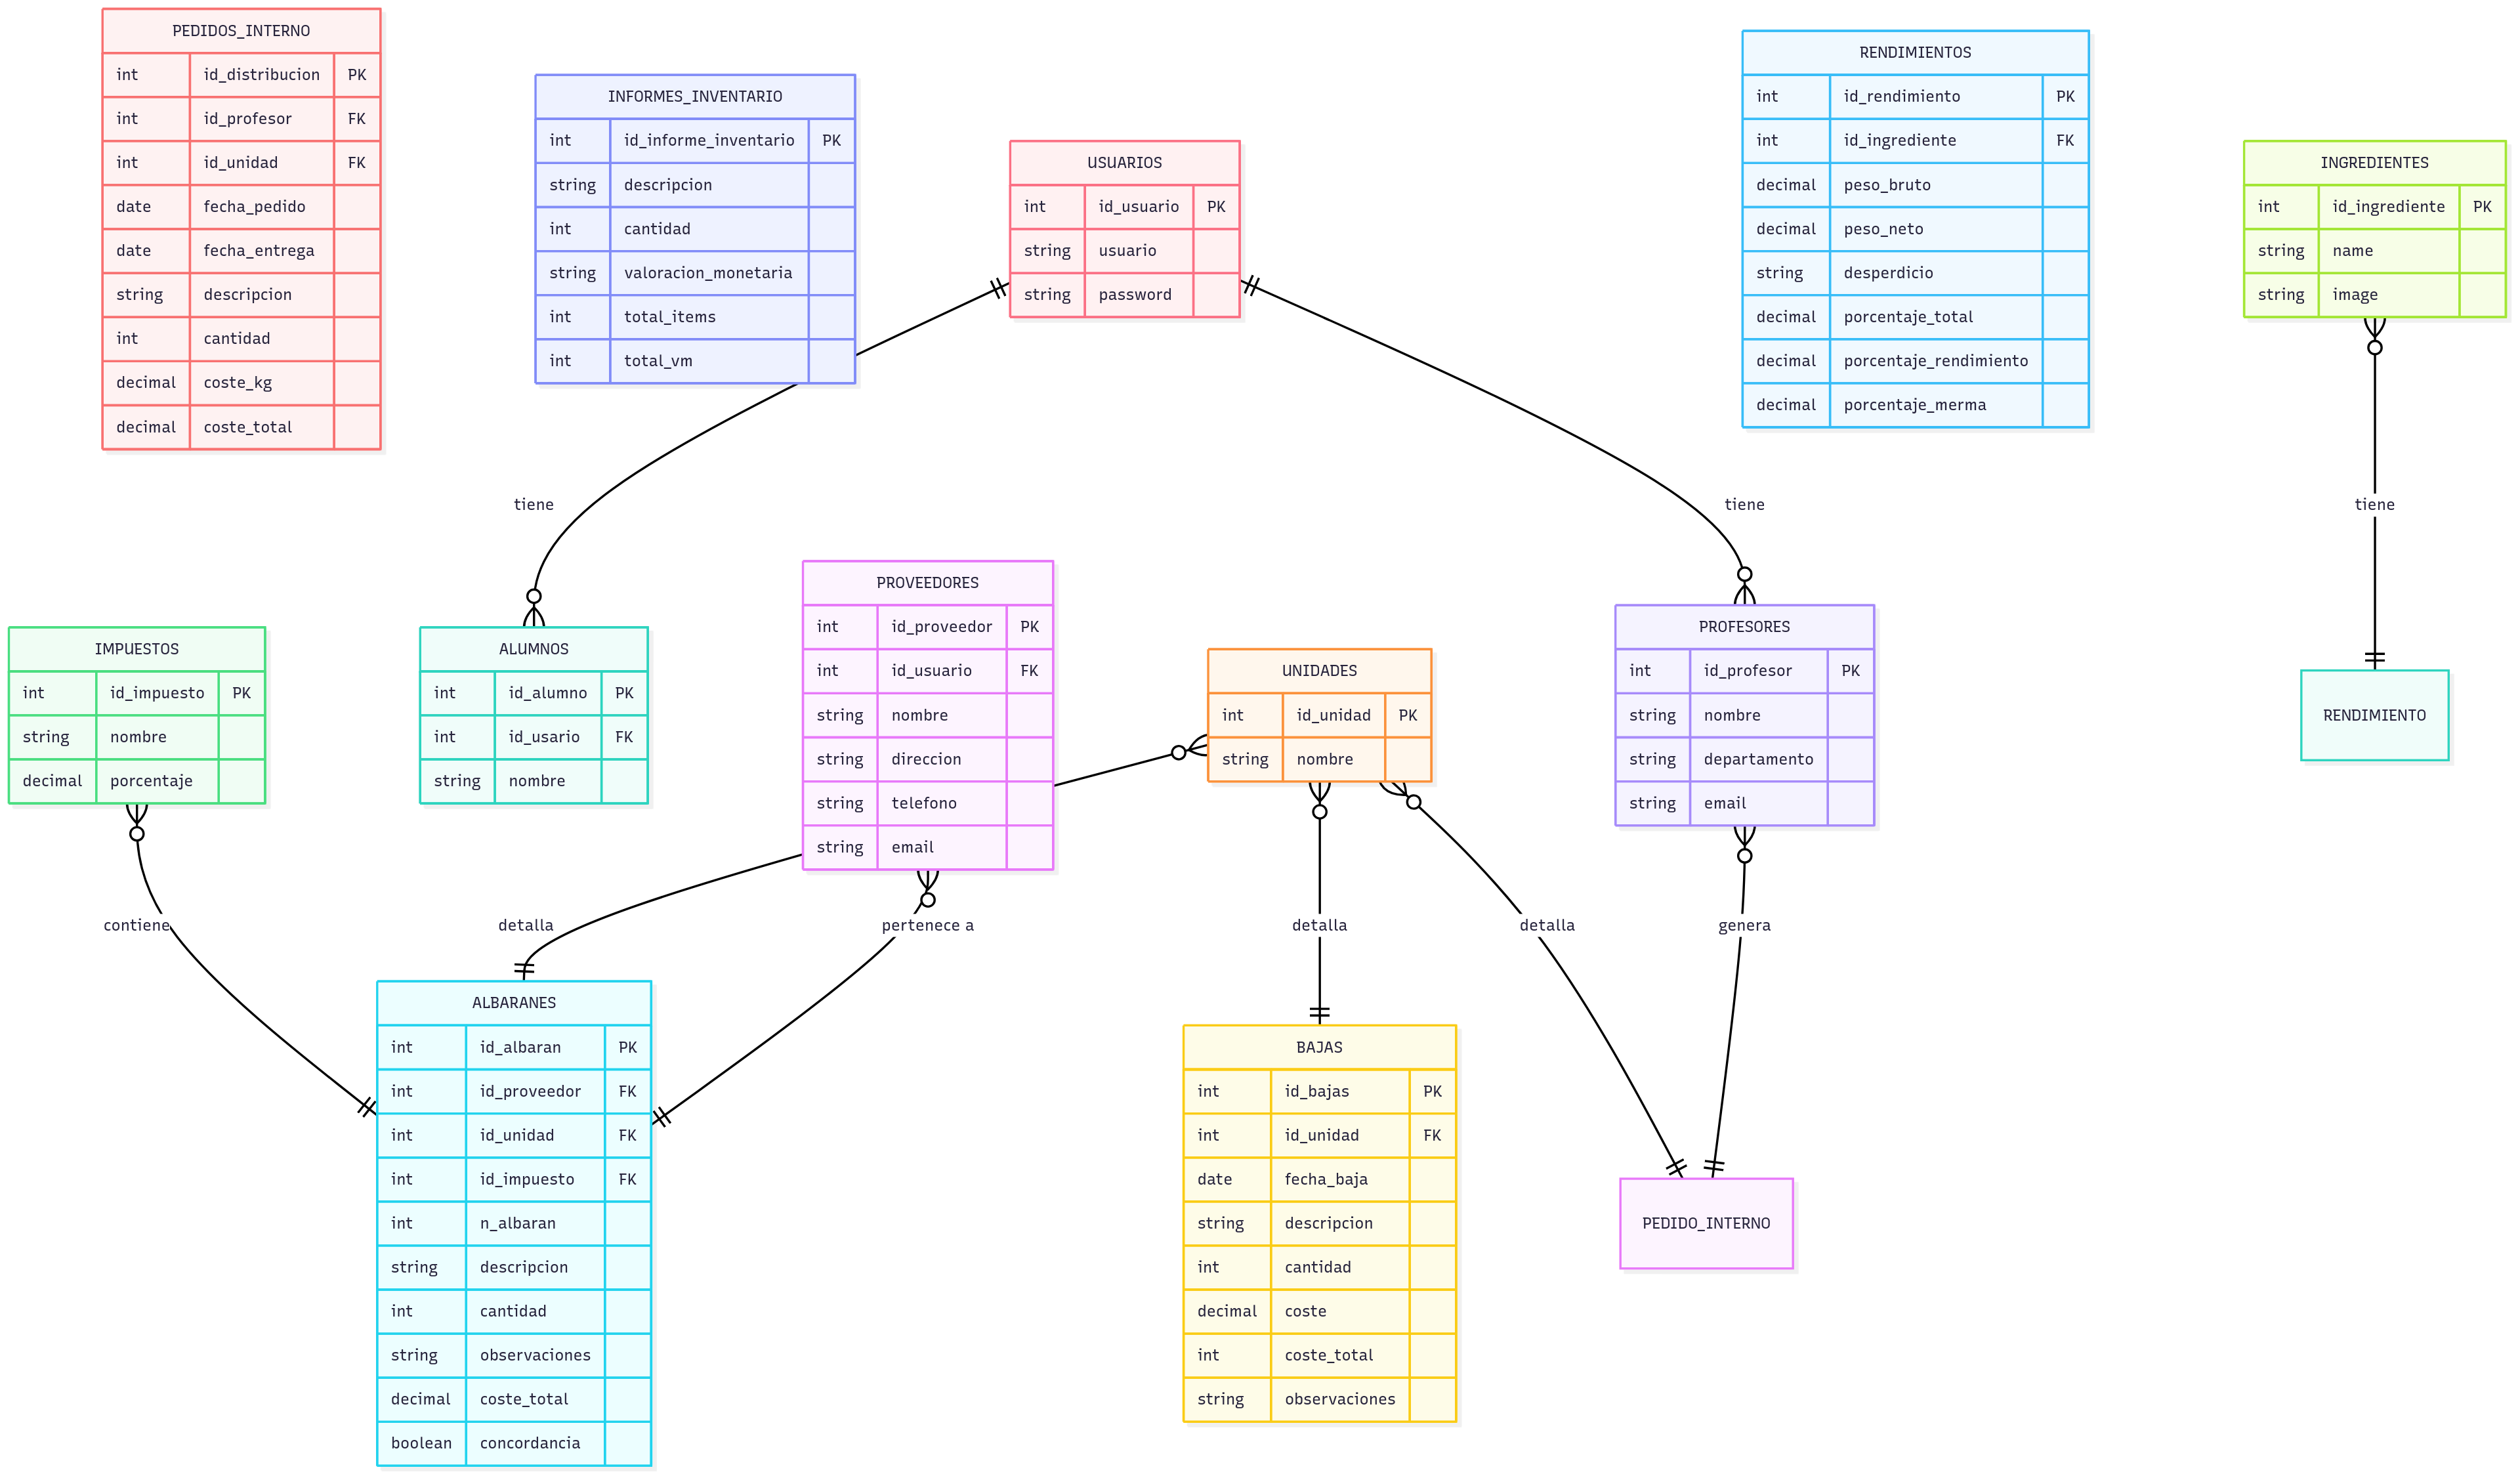 PEDIDOS_INTERNO
int id_distribucion PK
int id_profesor FK
int id_unidad FK
date fecha_pedido
date fecha_entrega
string descripcion
int cantidad
decimal coste_kg
decimal coste_total
INFORMES_INVENTARIO
int id_informe_inventario PK
string descripcion
int cantidad
string valoracion_monetaria
int total_items
int total_vm
USUARIOS
int id_usuario PK
string usuario
string password
RENDIMIENTOS
int id_rendimiento PK
int id_ingrediente FK
decimal peso_bruto
decimal peso_neto
string desperdicio
decimal porcentaje_total
decimal porcentaje_rendimiento
decimal porcentaje_merma
INGREDIENTES
int id_ingrediente PK
string name
string image
tiene
tiene
tiene
IMPUESTOS
int id_impuesto PK
string nombre
decimal porcentaje
ALUMNOS
int id_alumno PK
int id_usario FK
string nombre
PROVEEDORES
int id_proveedor PK
int id_usuario FK
string nombre
string direccion
string telefono
string email
UNIDADES
int id_unidad PK
string nombre
PROFESORES
int id_profesor PK
string nombre
string departamento
string email
RENDIMIENTO
contiene
detalla
pertenece a
detalla
detalla
genera
ALBARANES
int id_albaran PK
int id_proveedor FK
int id_unidad FK
int id_impuesto FK
int n_albaran
string descripcion
int cantidad
string observaciones
decimal coste_total
boolean concordancia
BAJAS
int id_bajas PK
int id_unidad FK
date fecha_baja
string descripcion
int cantidad
decimal coste
int coste_total
string observaciones
PEDIDO_INTERNO